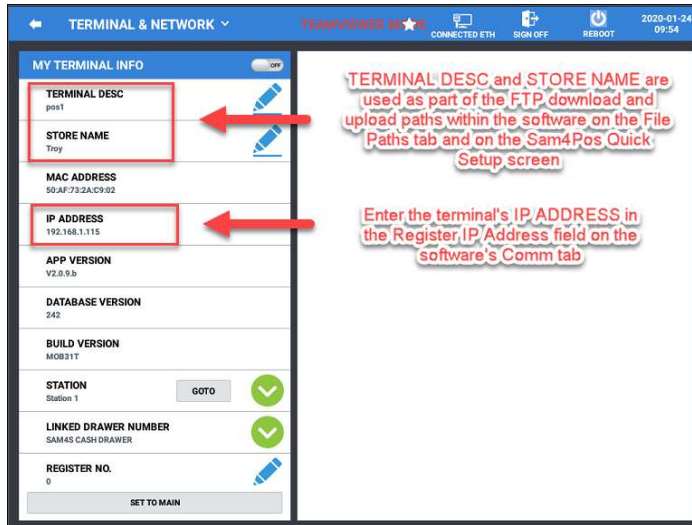 TERMINAL & NETWORK
TEAMVIEWER M
CONNECTED ETH
SIGN OFF
REBOOT
2020-01-24
09:54
MY TERMINAL INFO
OFF
TERMINAL DESC
pos1
STORE NAME
Troy
MAC ADDRESS
50:AF:73:2A:C9:02
IP ADDRESS
192.168.1.115
APP VERSION
V2.0.9.b
DATABASE VERSION
242
BUILD VERSION
MOB31T
STATION
Station 1
GOTO
LINKED DRAWER NUMBER
SAM4S CASH DRAWER
REGISTER NO.
0
SET TO MAIN
TERMINAL DESC and STORE NAME are
used as part of the FTP download and
upload paths within the software on the File
Paths tab and on the Sam4Pos Quick
Setup screen
Enter the terminal's IP ADDRESS in
the Register IP Address field on the
software's Comm tab